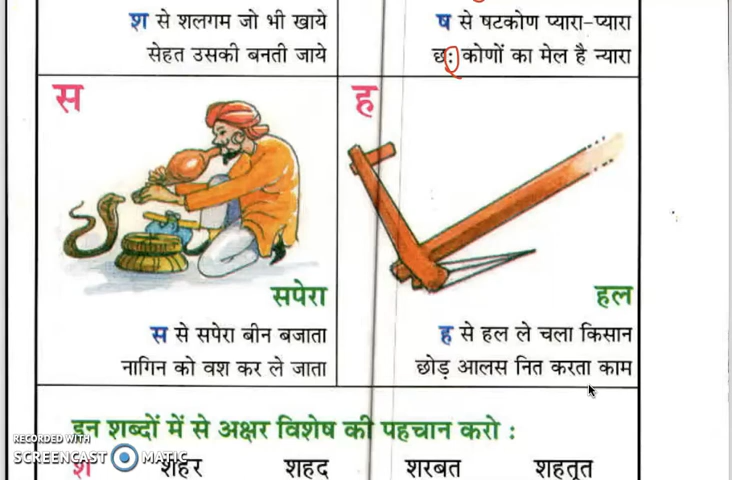 श से शलगम जो भी खाये
सेहत उसकी बनती जाये
ष से षटकोण प्यारा-प्यारा
छः कोणों का मेल है न्यारा
स
सपेरा
स से सपेरा बीन बजाता
नागिन को वश कर ले जाता
ह
हल
ह से हल ले चला किसान
छोड़ आलस नित करता काम
इन शब्दों में से अक्षर विशेष की पहचान करो :
श शहर शहद शरबत शहतूत
RECORDED WITH
SCREENCAST MATIC